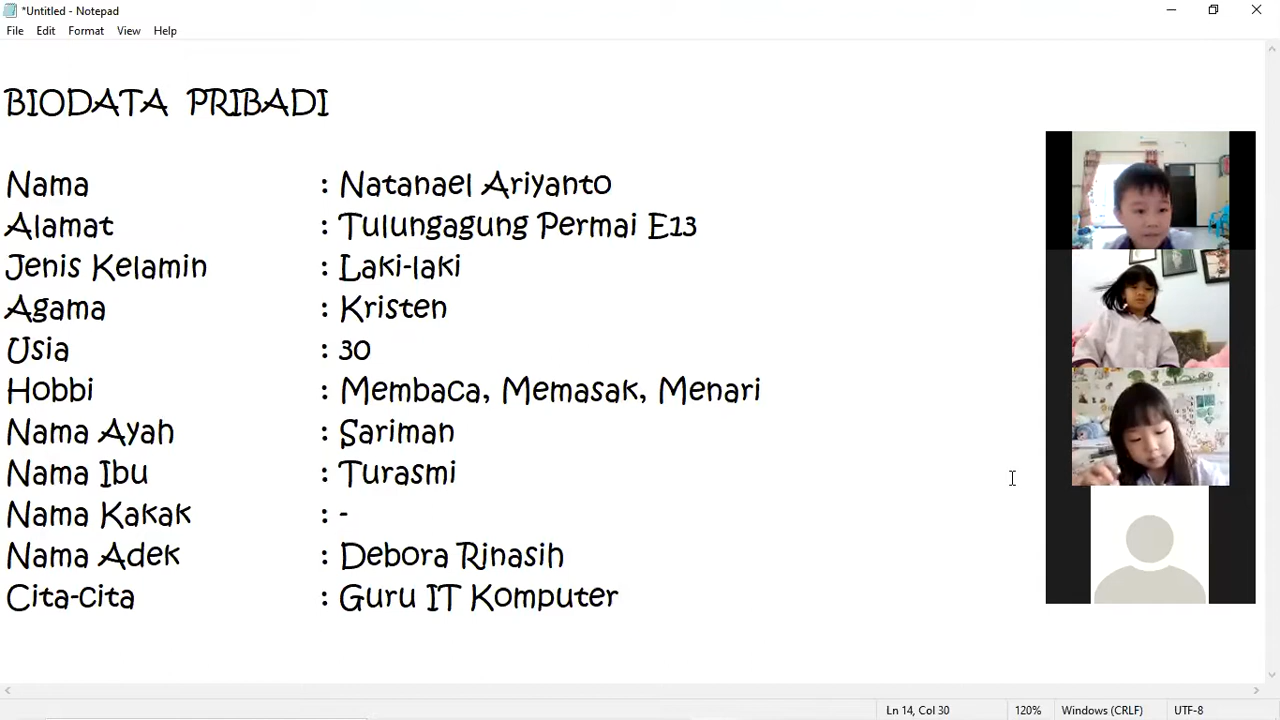 *Untitled - Notepad
File Edit Format View Help
BIODATA PRIBADI
Nama : Natanael Ariyanto
Alamat : Tulungagung Permai E13
Jenis Kelamin : Laki-laki
Agama : Kristen
Usia : 30
Hobbi : Membaca, Memasak, Menari
Nama Ayah : Sariman
Nama Ibu : Turasmi
Nama Kakak : -
Nama Adek : Debora Rinasih
Cita-cita : Guru IT Komputer
Ln 14, Col 30 120% Windows (CRLF) UTF-8